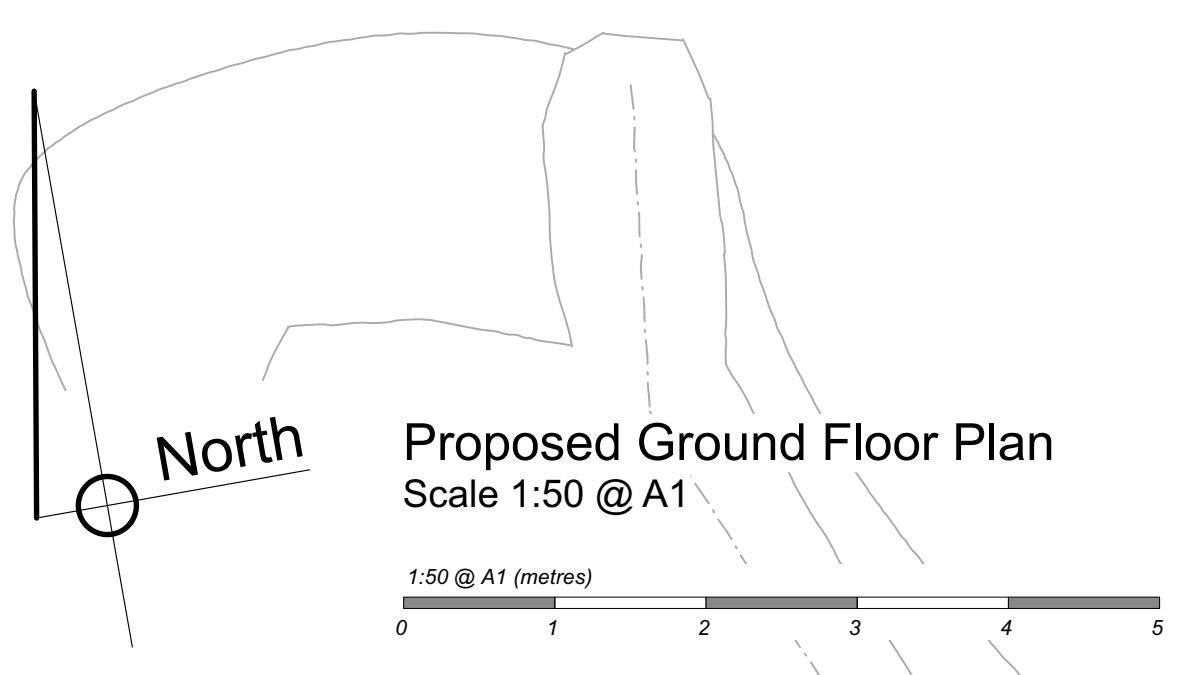 North
Proposed Ground Floor Plan
Scale 1:50 @ A1
1:50 @ A1 (metres)
0 1 2 3 4 5